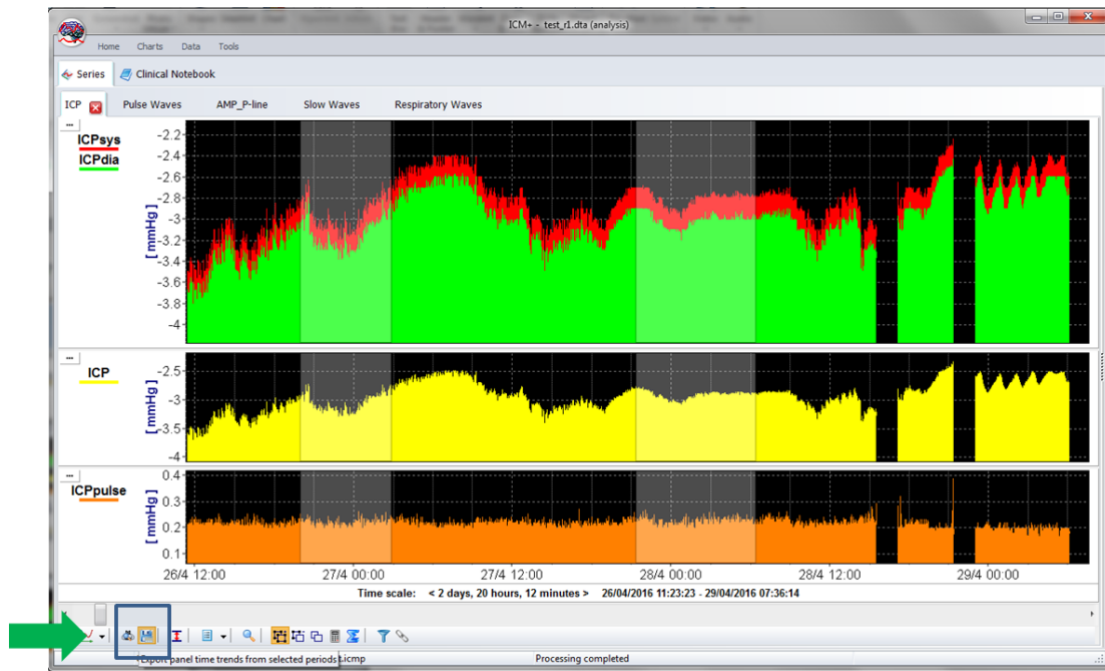 ICM+ - test_r1.dta (analysis)
Home Charts Data Tools
Series Clinical Notebook
ICP Pulse Waves AMP_P-line Slow Waves Respiratory Waves
ICPsys
ICPdia
[mmHg]
-2.2
-2.4
-2.6
-2.8
-3
-3.2
-3.4
-3.6
-3.8
-4
ICP
[mmHg]
-2.5
-3
-3.5
-4
ICPpulse
[mmHg]
0.4
0.3
0.2
0.1
26/4 12:00 27/4 00:00 27/4 12:00 28/4 00:00 28/4 12:00 29/4 00:00
Time scale: < 2 days, 20 hours, 12 minutes > 26/04/2016 11:23:23 - 29/04/2016 07:36:14
Export panel time trends from selected periods t.icmp Processing completed